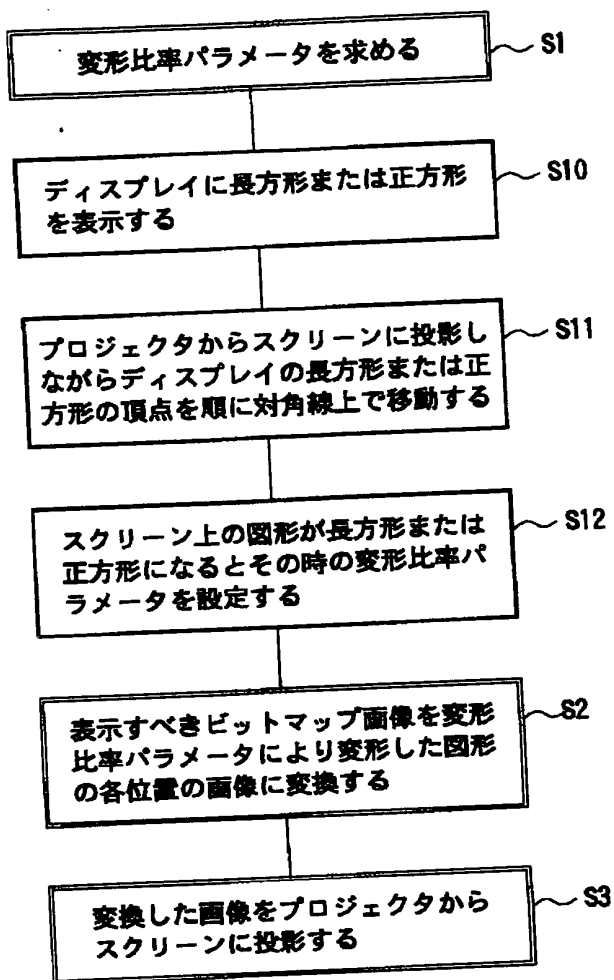 変形比率パラメータを求める
S1
ディスプレイに長方形または正方形
を表示する
S10
プロジェクタからスクリーンに投影し
ながらディスプレイの長方形または正
方形の頂点を順に対角線上で移動する
S11
スクリーン上の図形が長方形または
正方形になるとその時の変形比率パ
ラメータを設定する
S12
表示すべきビットマップ画像を変形
比率パラメータにより変形した図形
の各位置の画像に変換する
S2
変換した画像をプロジェクタから
スクリーンに投影する
S3